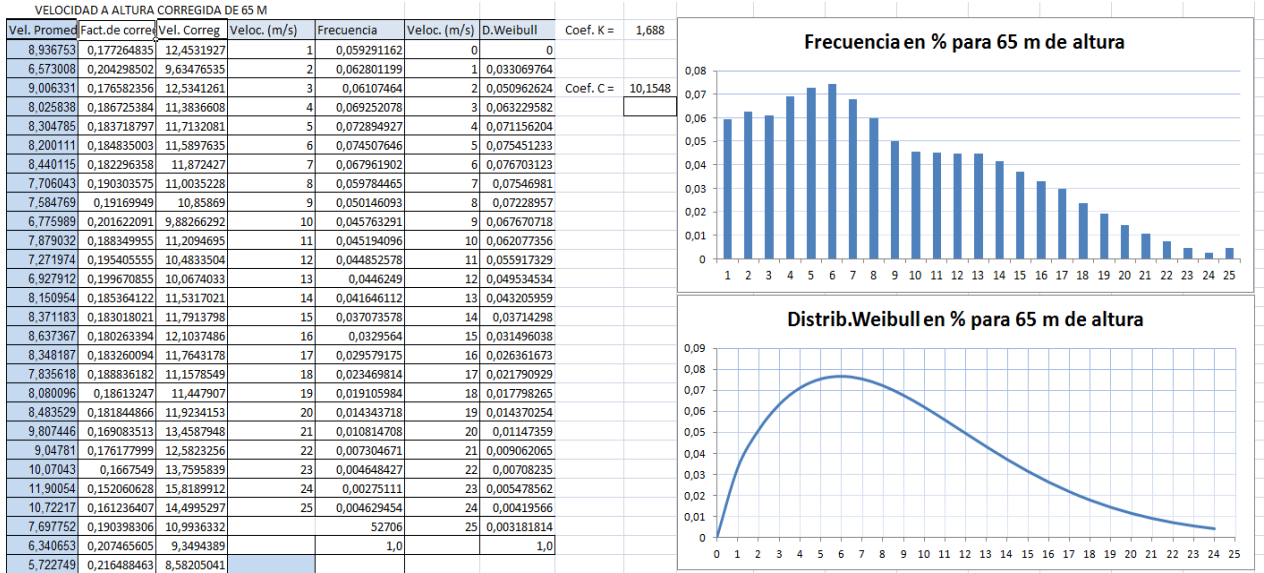 VELOCIDAD A ALTURA CORREGIDA DE 65 M
Vel. Promed Fact.de corre Vel. Correg Veloc. (m/s) Frecuencia Veloc. (m/s) D.Weibull Coef. K = 1,688
8,936753 0,177264835 12,4531927 1 0,059291162 0 0
6,573008 0,204298502 9,63476535 2 0,062801199 1 0,033069764
9,006331 0,176582356 12,5341261 3 0,06107464 2 0,050962624 Coef. C = 10,1548
8,025838 0,186725384 11,3836608 4 0,069252078 3 0,063229582
8,304785 0,183718797 11,7132081 5 0,072894927 4 0,071156204
8,200111 0,184835003 11,5897635 6 0,074507646 5 0,075451233
8,440115 0,182296358 11,872427 7 0,067961902 6 0,076703123
7,706043 0,190303575 11,0035228 8 0,059784465 7 0,07546981
7,584769 0,19169949 10,85869 9 0,050146093 8 0,07228957
6,775989 0,201622091 9,88266292 10 0,045763291 9 0,067670718
7,879032 0,188349955 11,2094695 11 0,045194096 10 0,062077356
7,271974 0,195405555 10,4833504 12 0,044852578 11 0,055917329
6,927912 0,199670855 10,0674033 13 0,0446249 12 0,049534534
8,150954 0,185364122 11,5317021 14 0,041646112 13 0,043205959
8,371183 0,183018021 11,7913798 15 0,037073578 14 0,03714298
8,637367 0,180263394 12,1037486 16 0,0329564 15 0,031496038
8,348187 0,183260094 11,7643178 17 0,029579175 16 0,026361673
7,835618 0,188836182 11,1578549 18 0,023469814 17 0,021790929
8,080096 0,18613247 11,447907 19 0,019105984 18 0,017798265
8,483529 0,181844866 11,9234153 20 0,014343718 19 0,014370254
9,807446 0,169083513 13,4587948 21 0,010814708 20 0,01147359
9,04781 0,176177999 12,5823256 22 0,007304671 21 0,009062065
10,07043 0,1667549 13,7595839 23 0,004648427 22 0,00708235
11,90054 0,152060628 15,8189912 24 0,00275111 23 0,005478562
10,72217 0,161236407 14,4995297 25 0,004629454 24 0,00419566
7,697752 0,190398306 10,9936332 52706 25 0,003181814
6,340653 0,207465605 9,3494389 1,0 1,0
5,722749 0,216488463 8,58205041
Frecuencia en % para 65 m de altura
0,08
0,07
0,06
0,05
0,04
0,03
0,02
0,01
0
1 2 3 4 5 6 7 8 9 10 11 12 13 14 15 16 17 18 19 20 21 22 23 24 25
Distrib.Weibull en % para 65 m de altura
0,09
0,08
0,07
0,06
0,05
0,04
0,03
0,02
0,01
0
0 1 2 3 4 5 6 7 8 9 10 11 12 13 14 15 16 17 18 19 20 21 22 23 24 25